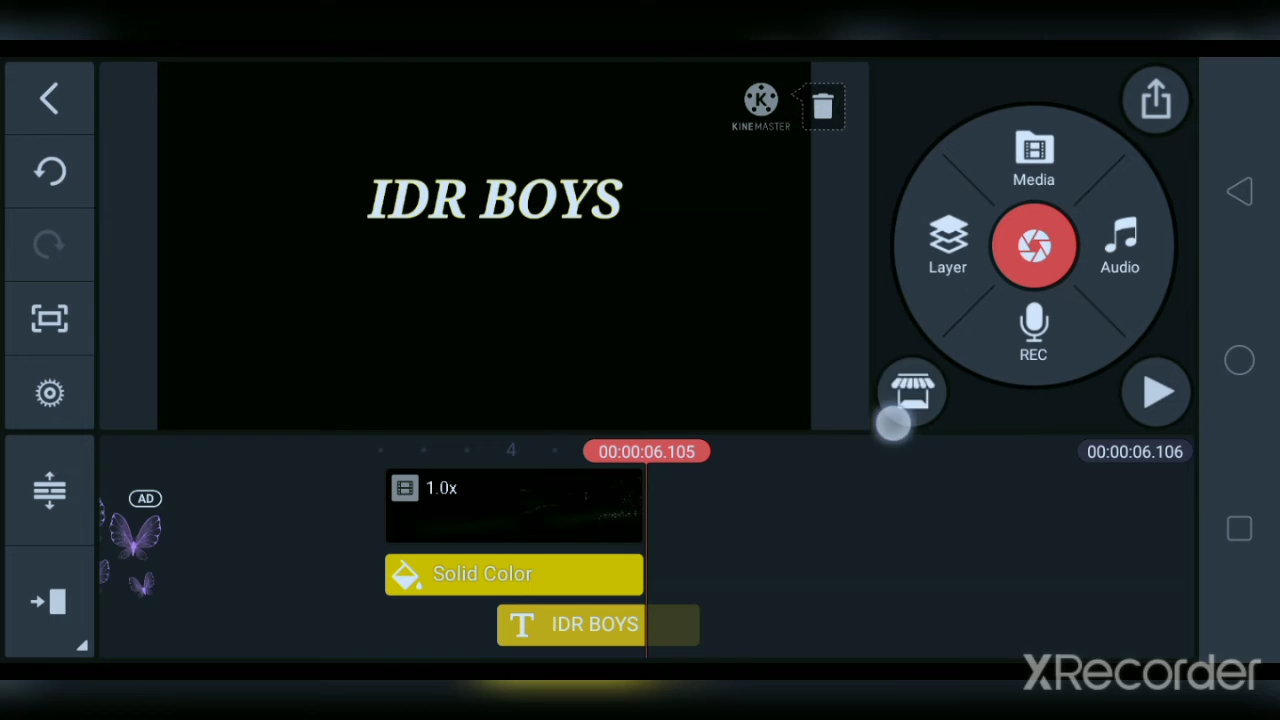 KINEMASTER
IDR BOYS
Media
Layer
Audio
REC
4
00:00:06.105
00:00:06.106
AD
1.0x
Solid Color
T IDR BOYS
XRecorder